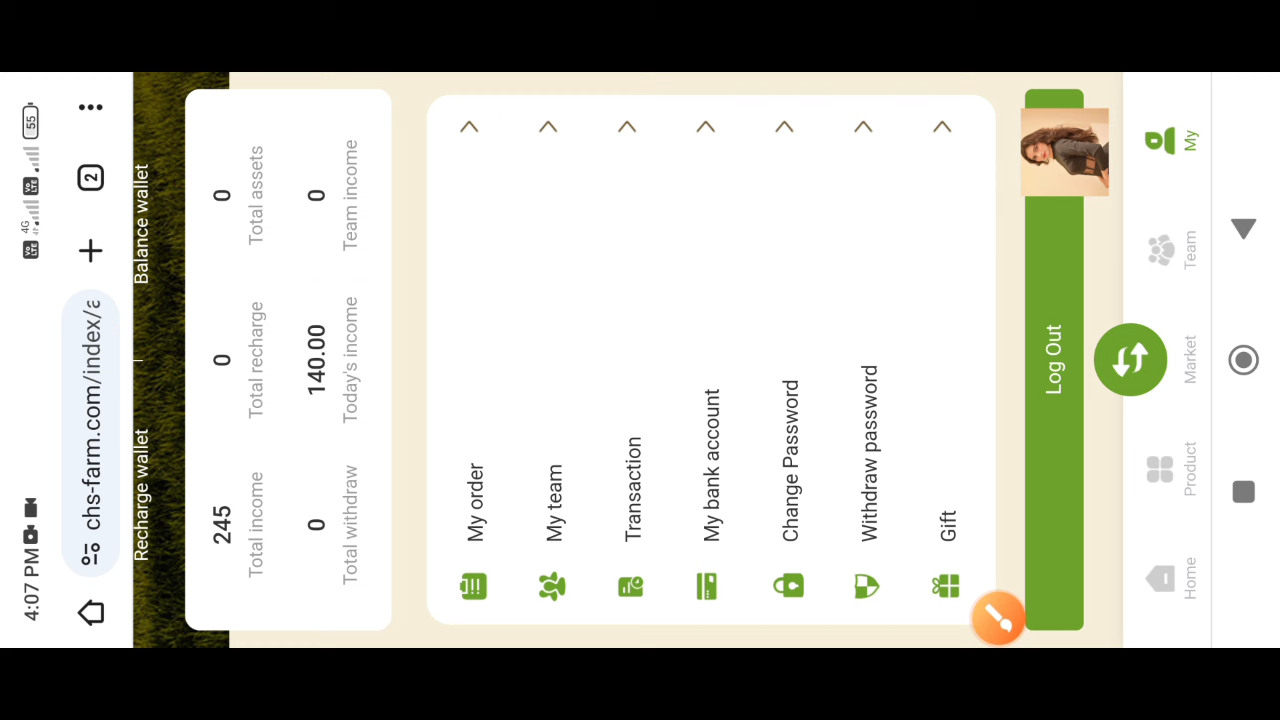 4:07 PM
4G
55
chs-farm.com/index/
2
Recharge wallet | Balance wallet
245 0 0
Total income Total recharge Total assets
0 140.00 0
Total withdraw Today's income Team income
My order
My team
Transaction
My bank account
Change Password
Withdraw password
Gift
Log Out
Home Product Market Team My